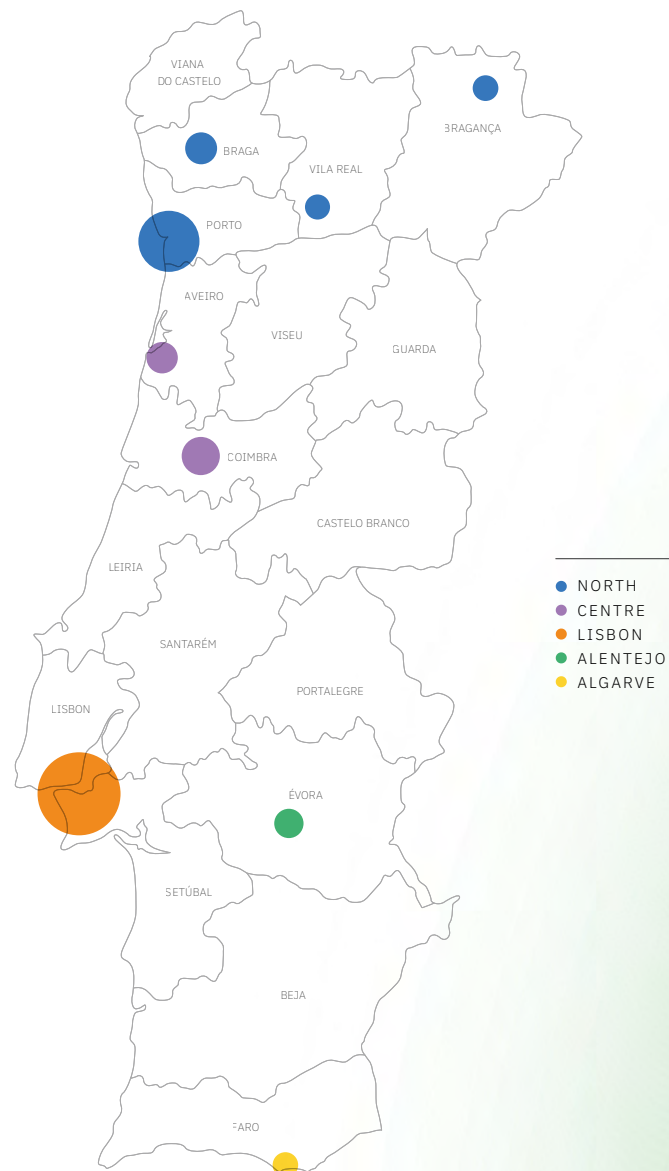 VIANA
DO CASTELO
BRAGANÇA
BRAGA
VILA REAL
PORTO
AVEIRO
VISEU
GUARDA
COIMBRA
CASTELO BRANCO
LEIRIA
NORTH
CENTRE
LISBON
ALENTEJO
ALGARVE
SANTARÉM
PORTALEGRE
LISBON
ÉVORA
SETÚBAL
BEJA
FARO